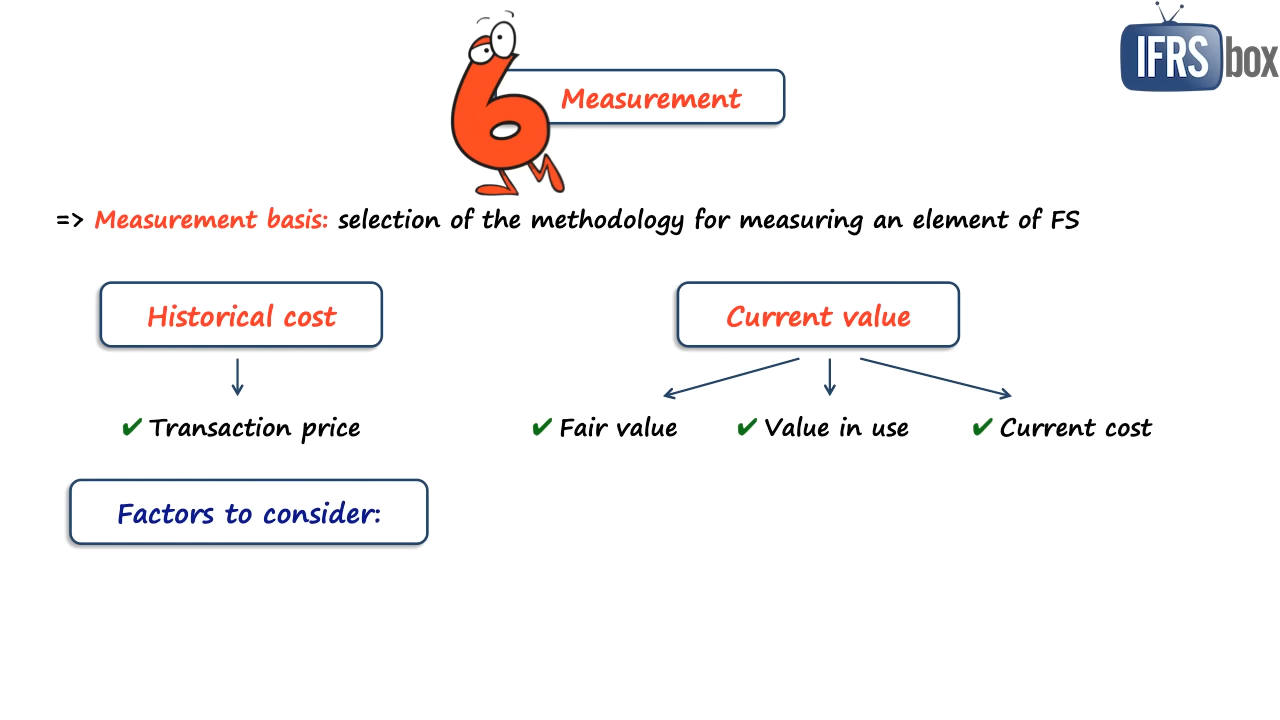 IFRS box
6 Measurement
=> Measurement basis: selection of the methodology for measuring an element of FS
Historical cost
Current value
✔ Transaction price
✔ Fair value
✔ Value in use
✔ Current cost
Factors to consider: